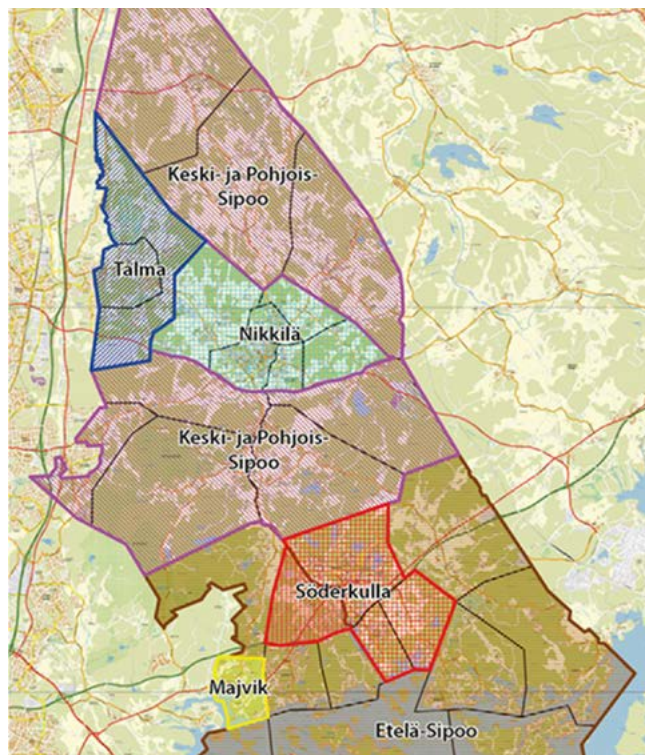 Keski- ja Pohjois-
Sipoo
Talma
Nikkilä
Keski- ja Pohjois-
Sipoo
Söderkulla
Majvik
Etelä-Sipoo